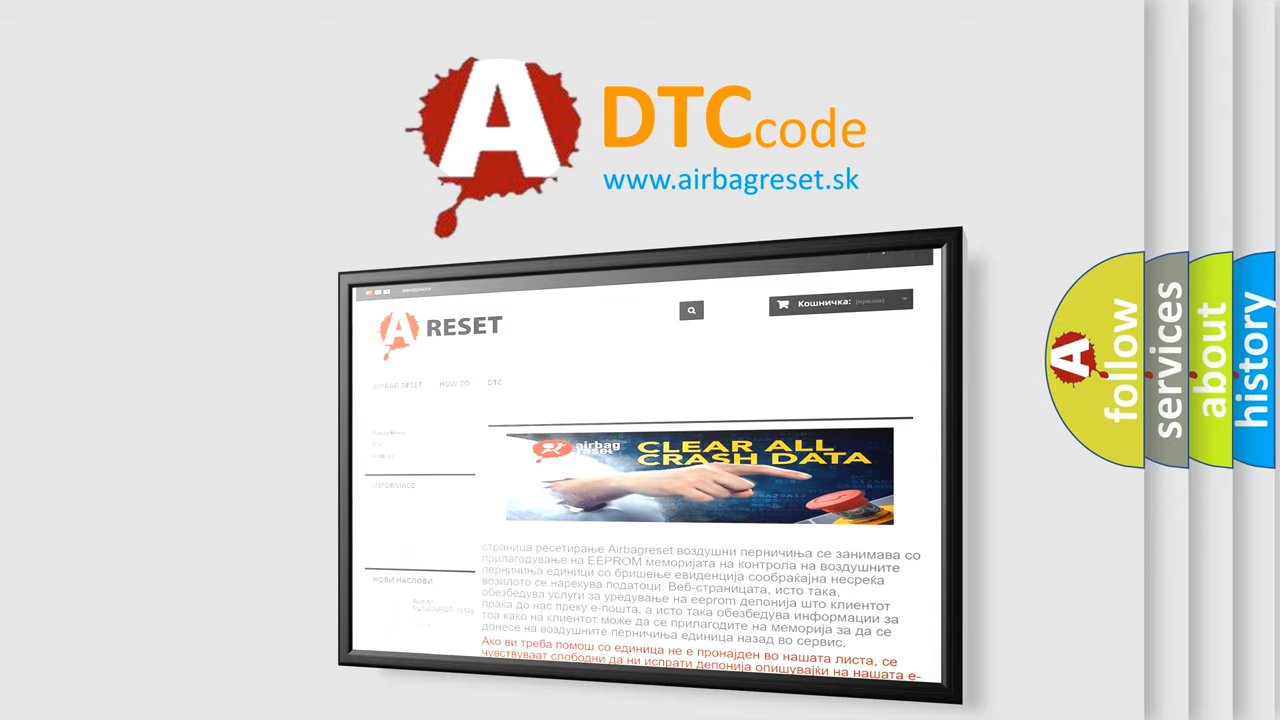 A
DTC code
www.airbagreset.sk
Кошничка: (празна)
A RESET
AIRBAG RESET HOW TO DTC
airbag
reset
CLEAR ALL
CRASH DATA
INFORMACE
НОВИ НАСЛОВИ
страница ресетирање Airbagreset воздушни перничиња се занимава со
прилагодување на EEPROM меморијата на контрола на воздушните
перничиња единици со бришење евиденција сообраќајна несреќа
возилото се нарекува податоци. Веб-страницата, исто така,
обезбедува услуги за уредување на eeprom депонија што клиентот
праќа до нас преку е-пошта, а исто така обезбедува информации за
тоа како на клиентот може да се прилагодите на меморија за да се
донесе на воздушните перничиња единица назад во сервис.
Ако ви треба помош со единица не е пронајден во нашата листа, се
чувствуваат слободни да ни испрати депонија опишувајќи на нашата е-
A
follow
services
about
history